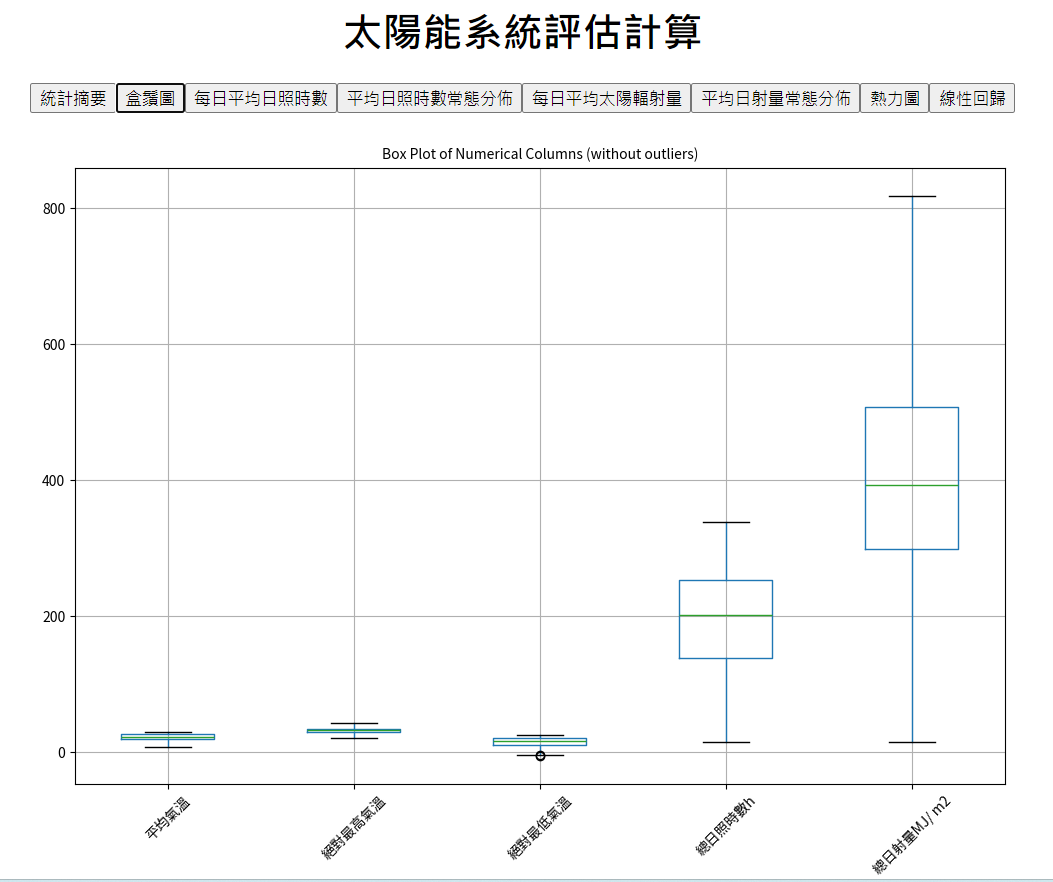 太陽能系統評估計算
統計摘要 盒鬚圖 每日平均日照時數 平均日照時數常態分佈 每日平均太陽輻射量 平均日射量常態分佈 熱力圖 線性回歸
Box Plot of Numerical Columns (without outliers)
800
600
400
200
0
平均氣溫 絕對最高氣溫 絕對最低氣溫 總日照時數h 總日射量MJ/ m2